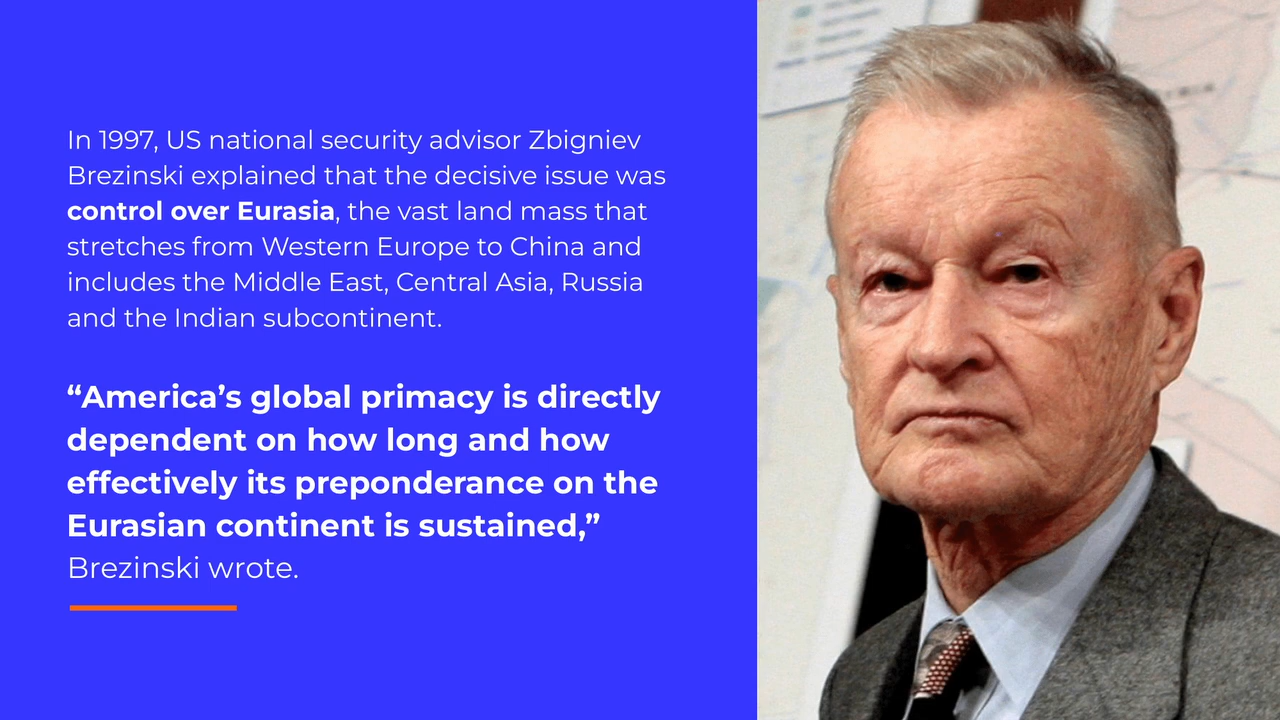 In 1997, US national security advisor Zbigniev
Brezinski explained that the decisive issue was
control over Eurasia, the vast land mass that
stretches from Western Europe to China and
includes the Middle East, Central Asia, Russia
and the Indian subcontinent.
“America’s global primacy is directly
dependent on how long and how
effectively its preponderance on the
Eurasian continent is sustained,”
Brezinski wrote.